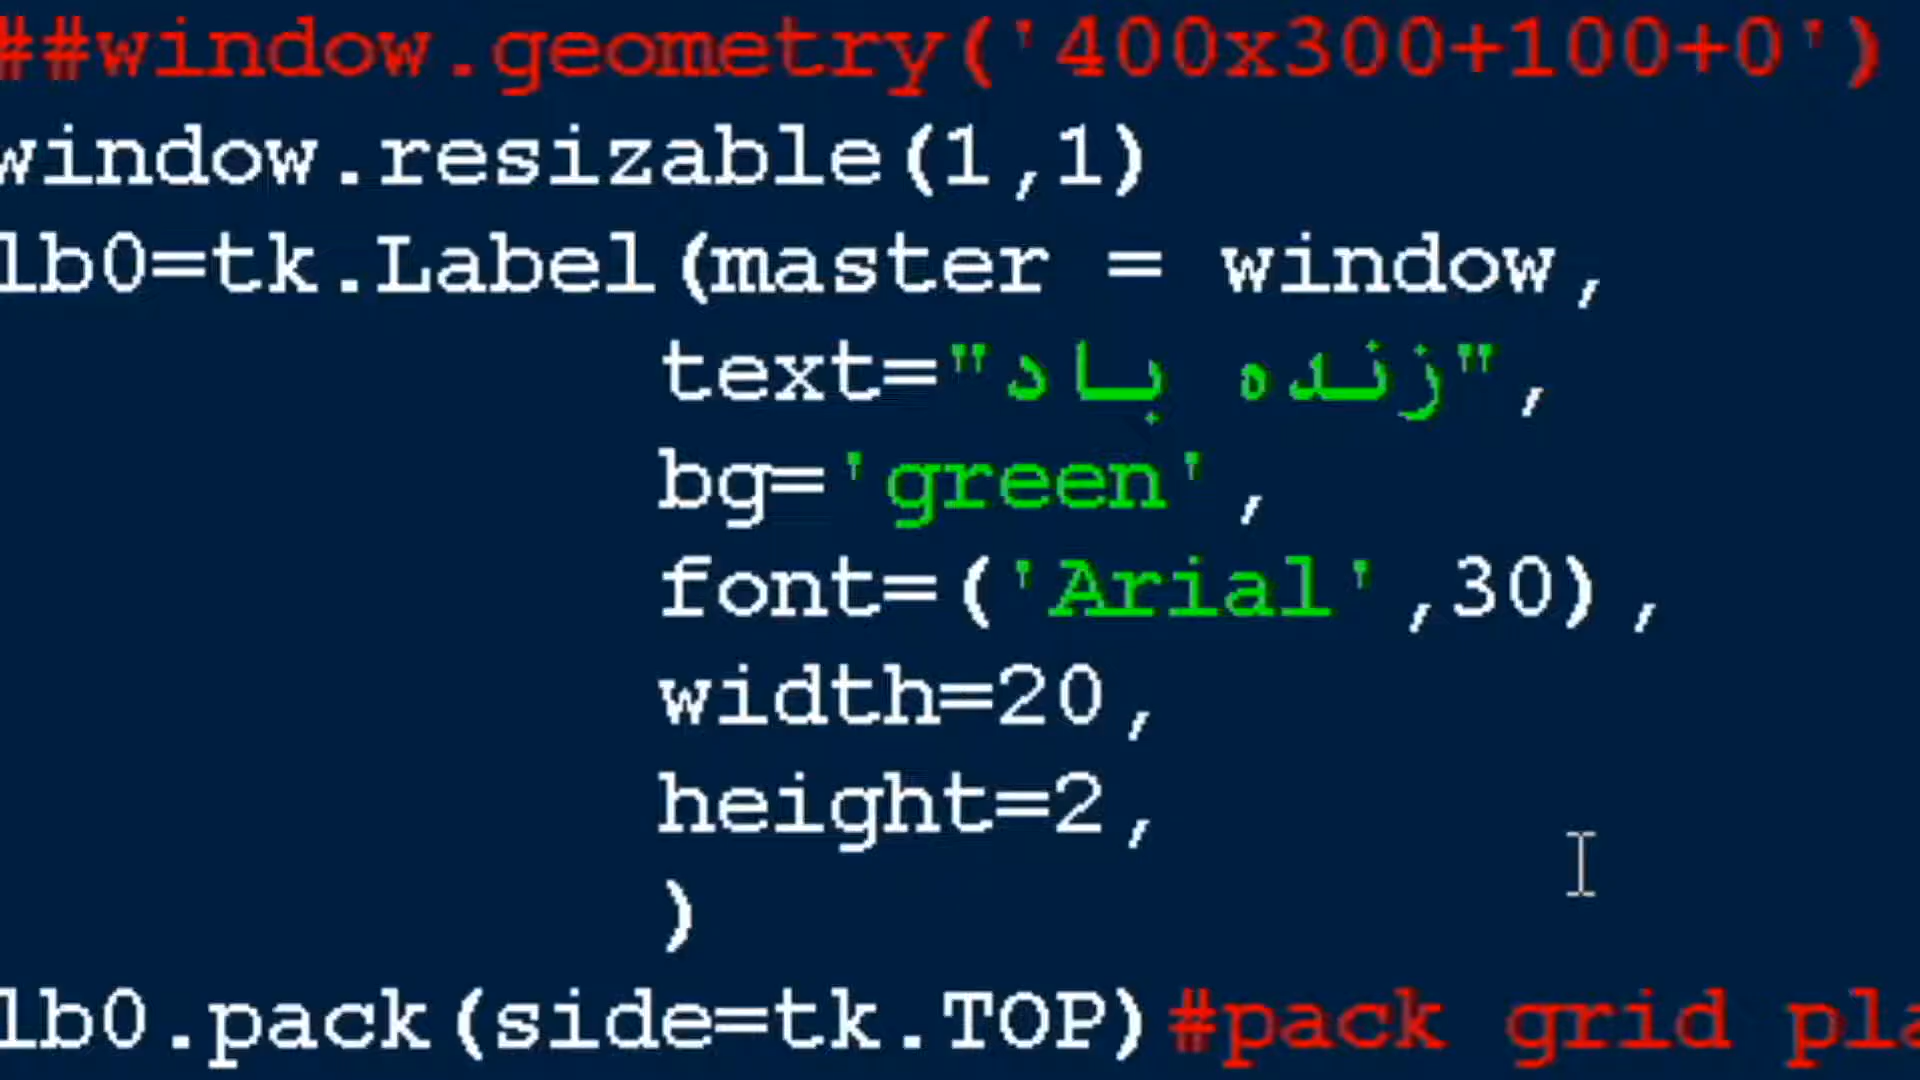 ##window.geometry('400x300+100+0')
window.resizable(1,1)
lb0=tk.Label(master = window,
text="زنده باد",
bg='green',
font=('Arial',30),
width=20,
height=2,
)
lb0.pack(side=tk.TOP)#pack grid